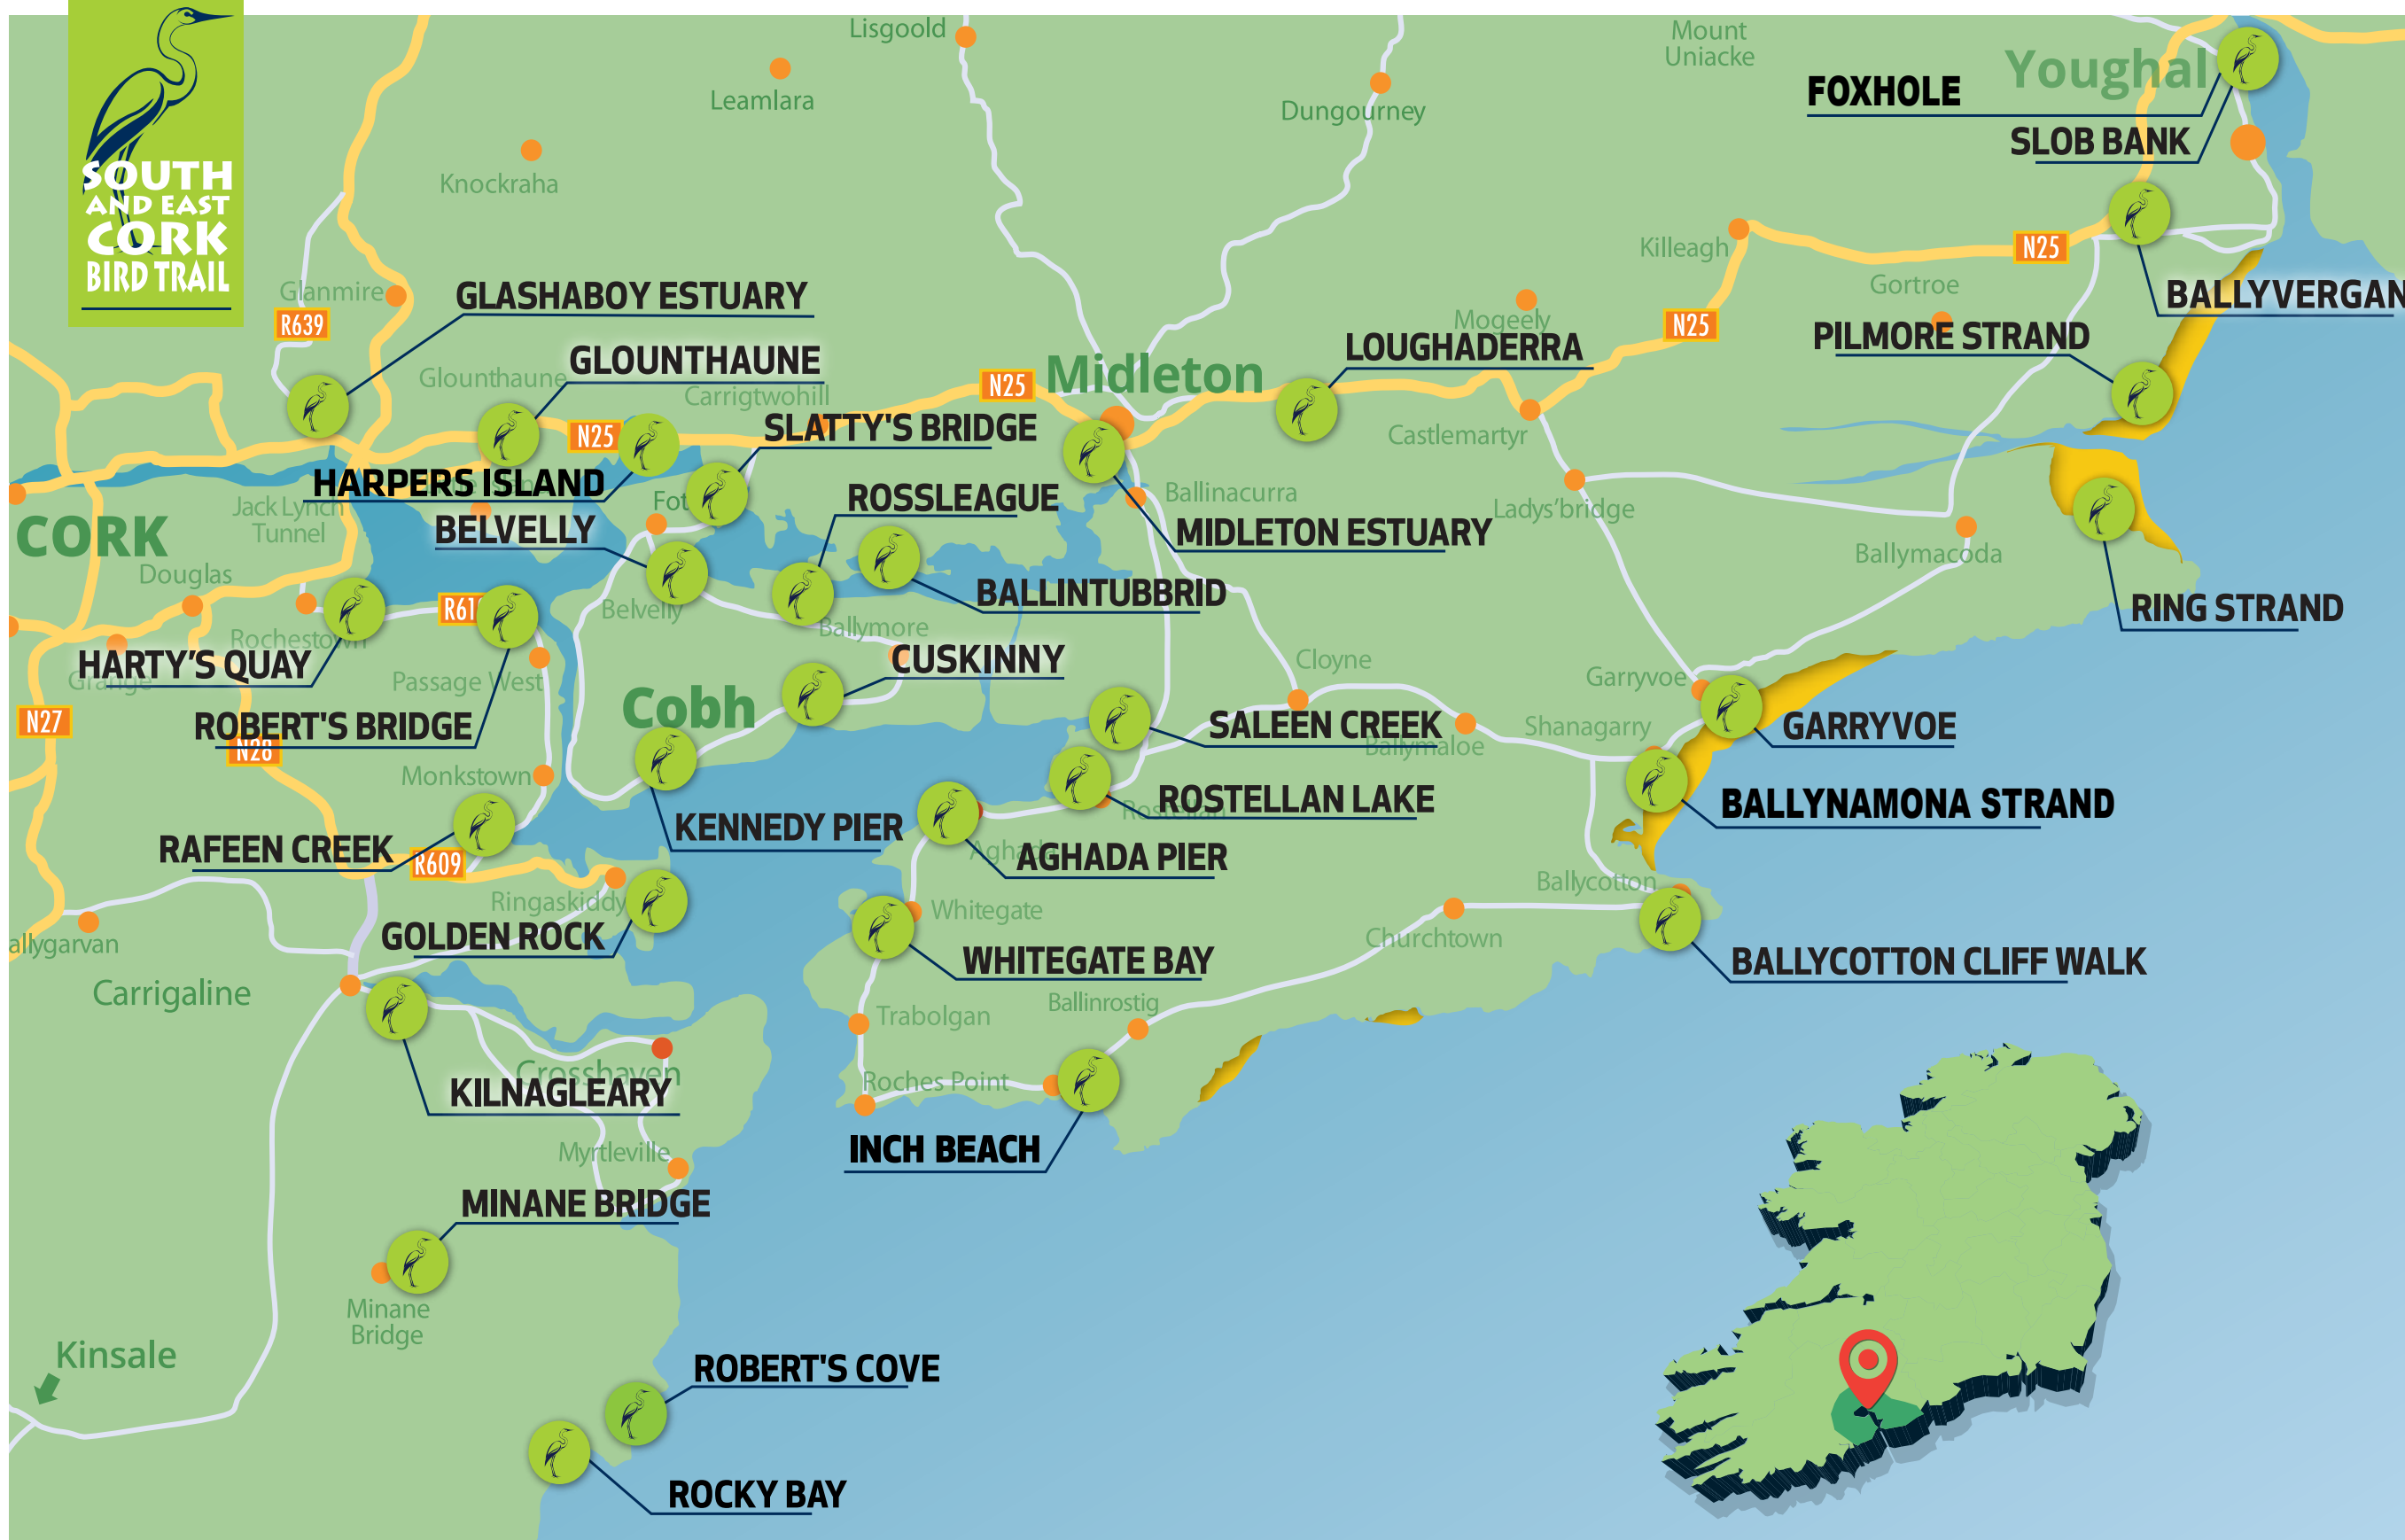 SOUTH
AND EAST
CORK
BIRD TRAIL
Lisgoold
Leamlara
Knockraha
Dungourney
Mount
Uniacke
Youghal
FOXHOLE
SLOB BANK
Killeagh
N25
Gortroe
BALLYVERGAN
PILMORE STRAND
Glanmire
R639
GLASHABOY ESTUARY
GLOUNTHAUNE
Glounthaune
Carrigtwohill
N25
Midleton
Mogeely
LOUGHADERRA
N25
N25
SLATTY'S BRIDGE
Castlemartyr
HARPERS ISLAND
Jack Lynch
Tunnel
CORK
BELVELLY
ROSSLEAGUE
Ballinacurra
MIDLETON ESTUARY
Ladys'bridge
Ballymacoda
RING STRAND
Douglas
BALLINTUBBRID
Belvelly
Ballymore
Rochestown
HARTY'S QUAY
Grange
Passage West
CUSKINNY
Cloyne
Garryvoe
N27
N28
ROBERT'S BRIDGE
Cobh
SALEEN CREEK
Ballymaloe
Shanagarry
GARRYVOE
Monkstown
ROSTELLAN LAKE
BALLYNAMONA STRAND
RAFEEN CREEK
R609
KENNEDY PIER
Aghada
AGHADA PIER
Ringaskiddy
GOLDEN ROCK
Whitegate
WHITEGATE BAY
Ballycotton
Churchtown
BALLYCOTTON CLIFF WALK
allygarvan
Carrigaline
Trabolgan
Ballinrostig
Crosshaven
KILNAGLEARY
Roches Point
INCH BEACH
Myrtleville
MINANE BRIDGE
Minane
Bridge
Kinsale
ROBERT'S COVE
ROCKY BAY